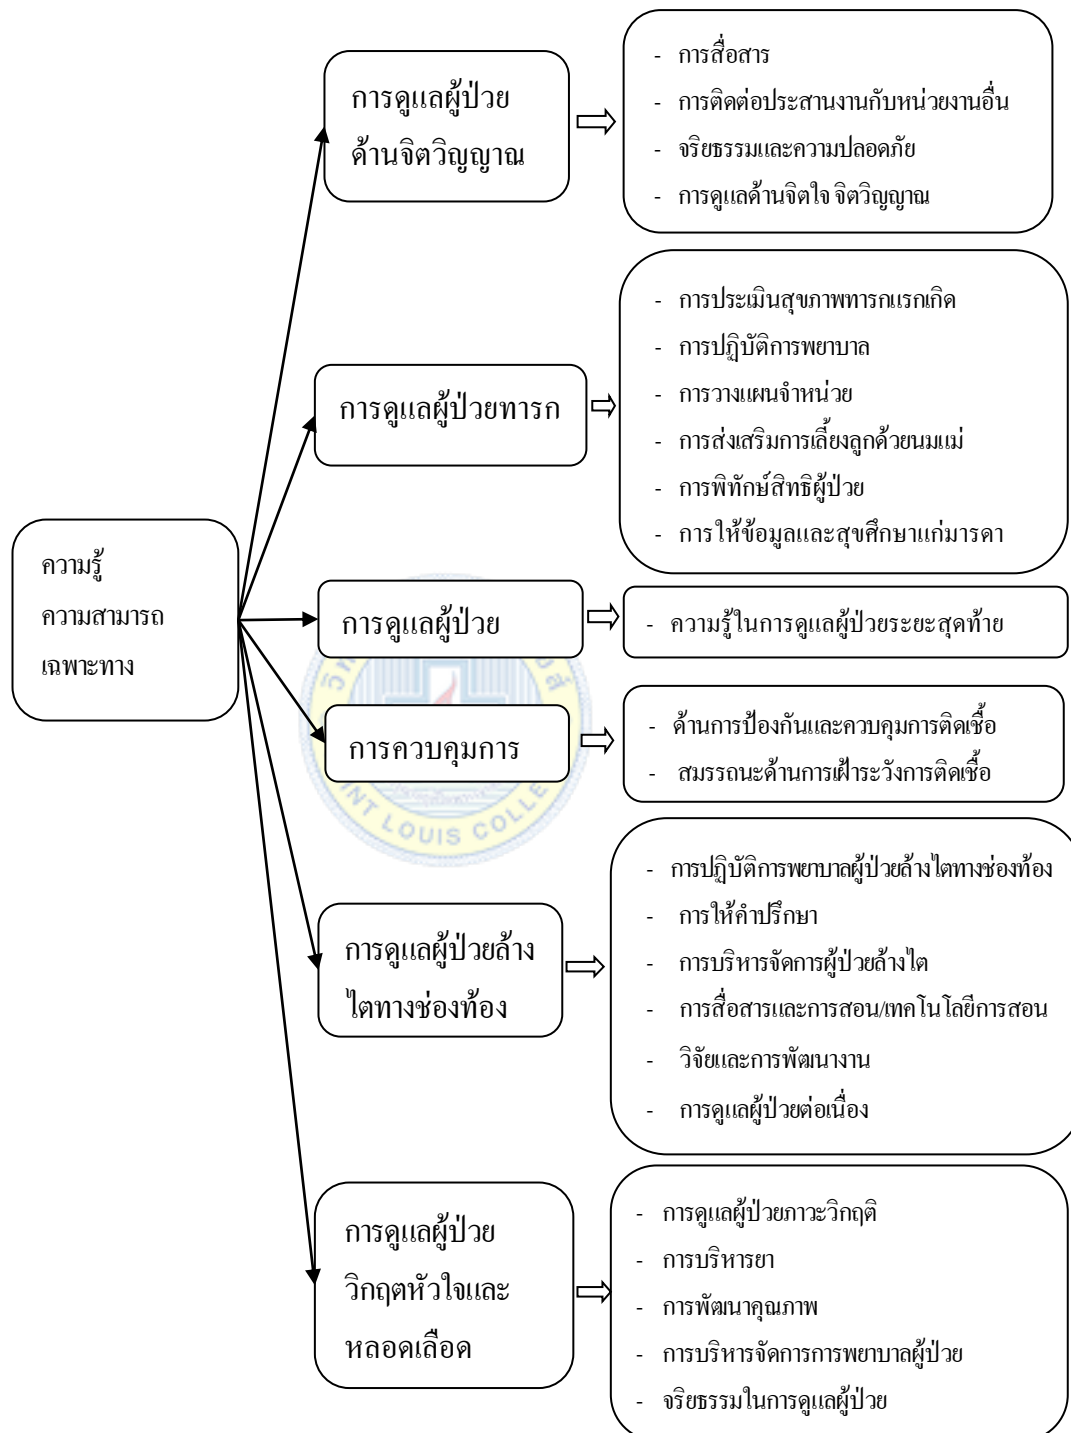 ความรู้
ความสามารถ
เฉพาะทาง
การดูแลผู้ป่วย
ด้านจิตวิญญาณ
- การสื่อสาร
- การติดต่อประสานงานกับหน่วยงานอื่น
- จริยธรรมและความปลอดภัย
- การดูแลด้านจิตใจ จิตวิญญาณ
การดูแลผู้ป่วยทารก
- การประเมินสุขภาพทารกแรกเกิด
- การปฏิบัติการพยาบาล
- การวางแผนจำหน่วย
- การส่งเสริมการเลี้ยงลูกด้วยนมแม่
- การพิทักษ์สิทธิผู้ป่วย
- การให้ข้อมูลและสุขศึกษาแก่มารดา
การดูแลผู้ป่วย
- ความรู้ในการดูแลผู้ป่วยระยะสุดท้าย
การควบคุมการ
- ด้านการป้องกันและควบคุมการติดเชื้อ
- สมรรถนะด้านการเฝ้าระวังการติดเชื้อ
LOUIS
การดูแลผู้ป่วยล้าง
ไตทางช่องท้อง
- การปฏิบัติการพยาบาลผู้ป่วยล้างไตทางช่องท้อง
- การให้คำปรึกษา
- การบริหารจัดการผู้ป่วยล้างไต
- การสื่อสารและการสอน/เทคโนโลยีการสอน
- วิจัยและการพัฒนางาน
- การดูแลผู้ป่วยต่อเนื่อง
การดูแลผู้ป่วย
วิกฤตหัวใจและ
หลอดเลือด
- การดูแลผู้ป่วยภาวะวิกฤติ
- การบริหารยา
- การพัฒนาคุณภาพ
- การบริหารจัดการการพยาบาลผู้ป่วย
- จริยธรรมในการดูแลผู้ป่วย